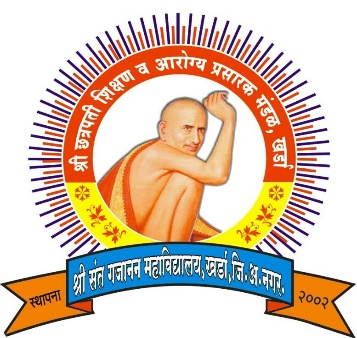 श्री छत्रपती शिक्षण व आरोग्य प्रसारक मंडळ, खर्डा
श्री संत गजानन महाविद्यालय, खर्डा, जि.अ.नगर.
स्थापना
२००२